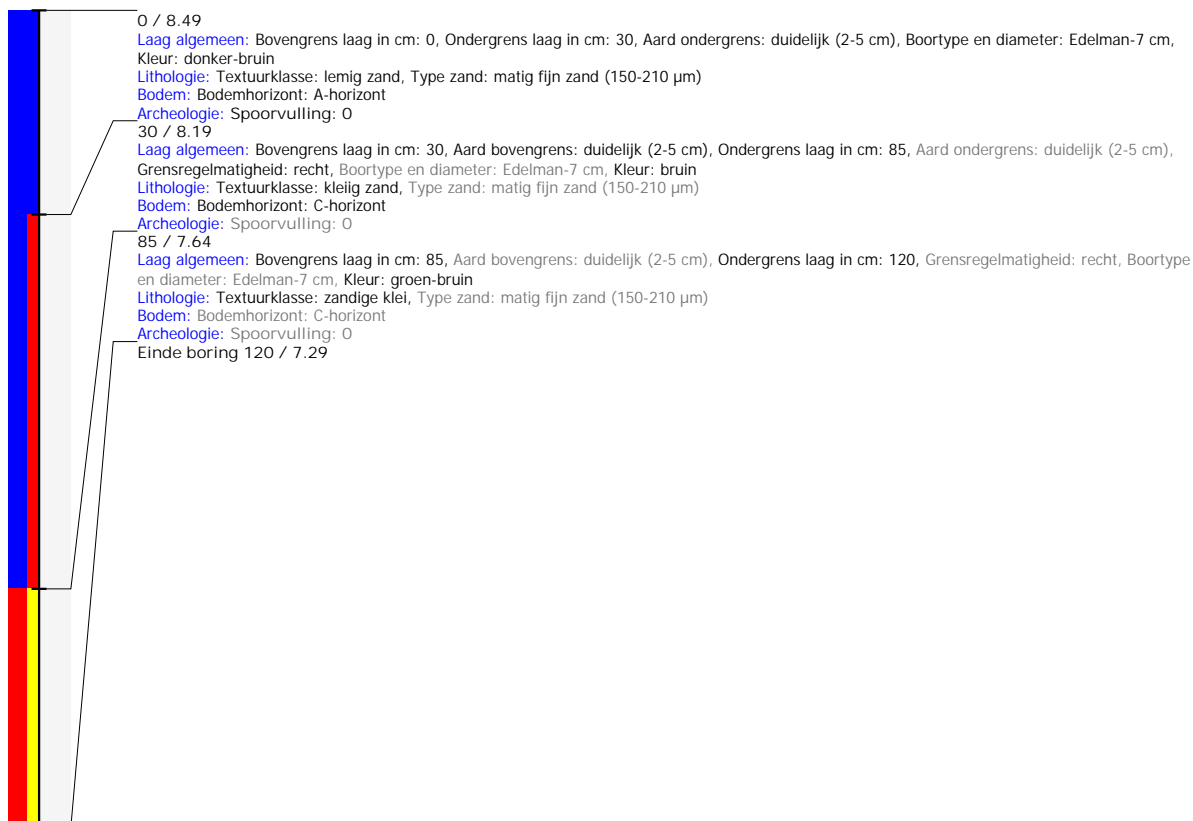 0 / 8.49
Laag algemeen: Bovengrens laag in cm: 0, Ondergrens laag in cm: 30, Aard ondergrens: duidelijk (2-5 cm), Boortype en diameter: Edelman-7 cm,
Kleur: donker-bruin
Lithologie: Textuurklasse: lemig zand, Type zand: matig fijn zand (150-210 µm)
Bodem: Bodemhorizont: A-horizont
Archeologie: Spoorvulling: 0
30 / 8.19
Laag algemeen: Bovengrens laag in cm: 30, Aard bovengrens: duidelijk (2-5 cm), Ondergrens laag in cm: 85, Aard ondergrens: duidelijk (2-5 cm),
Grensregelmatigheid: recht, Boortype en diameter: Edelman-7 cm, Kleur: bruin
Lithologie: Textuurklasse: kleiig zand, Type zand: matig fijn zand (150-210 µm)
Bodem: Bodemhorizont: C-horizont
Archeologie: Spoorvulling: 0
85 / 7.64
Laag algemeen: Bovengrens laag in cm: 85, Aard bovengrens: duidelijk (2-5 cm), Ondergrens laag in cm: 120, Grensregelmatigheid: recht, Boortype
en diameter: Edelman-7 cm, Kleur: groen-bruin
Lithologie: Textuurklasse: zandige klei, Type zand: matig fijn zand (150-210 µm)
Bodem: Bodemhorizont: C-horizont
Archeologie: Spoorvulling: 0
Einde boring 120 / 7.29